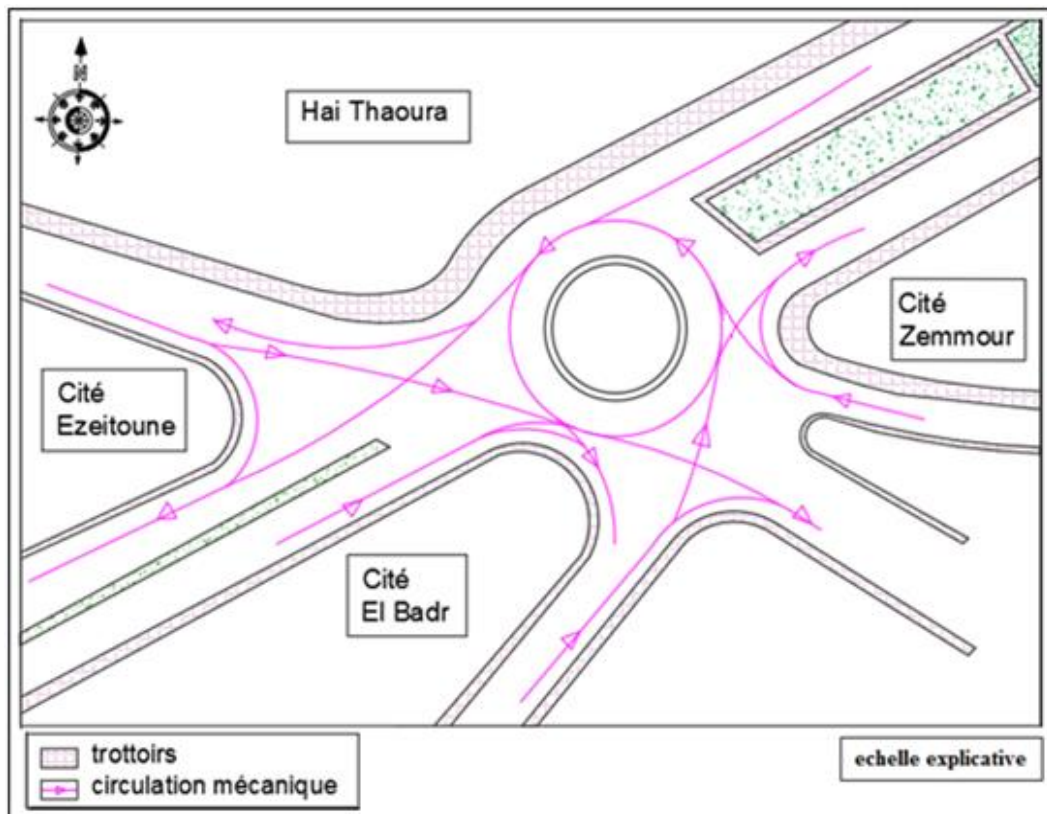 N
Hai Thaoura
Cité
Zemmour
Cité
Ezeitoune
Cité
El Badr
trottoirs
circulation mécanique
echelle explicative